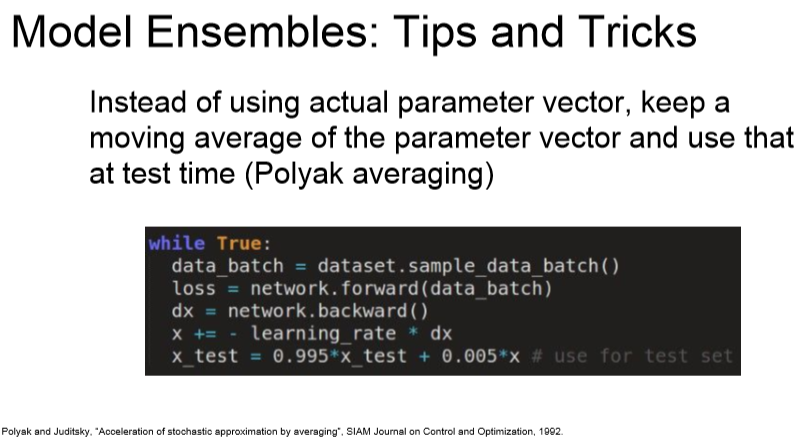 Model Ensembles: Tips and Tricks
Instead of using actual parameter vector, keep a
moving average of the parameter vector and use that
at test time (Polyak averaging)
while True:
data_batch = dataset.sample_data_batch()
loss = network.forward(data_batch)
dx = network.backward()
x += - learning_rate * dx
x_test = 0.995*x_test + 0.005*x # use for test set
Polyak and Juditsky, "Acceleration of stochastic approximation by averaging", SIAM Journal on Control and Optimization, 1992.